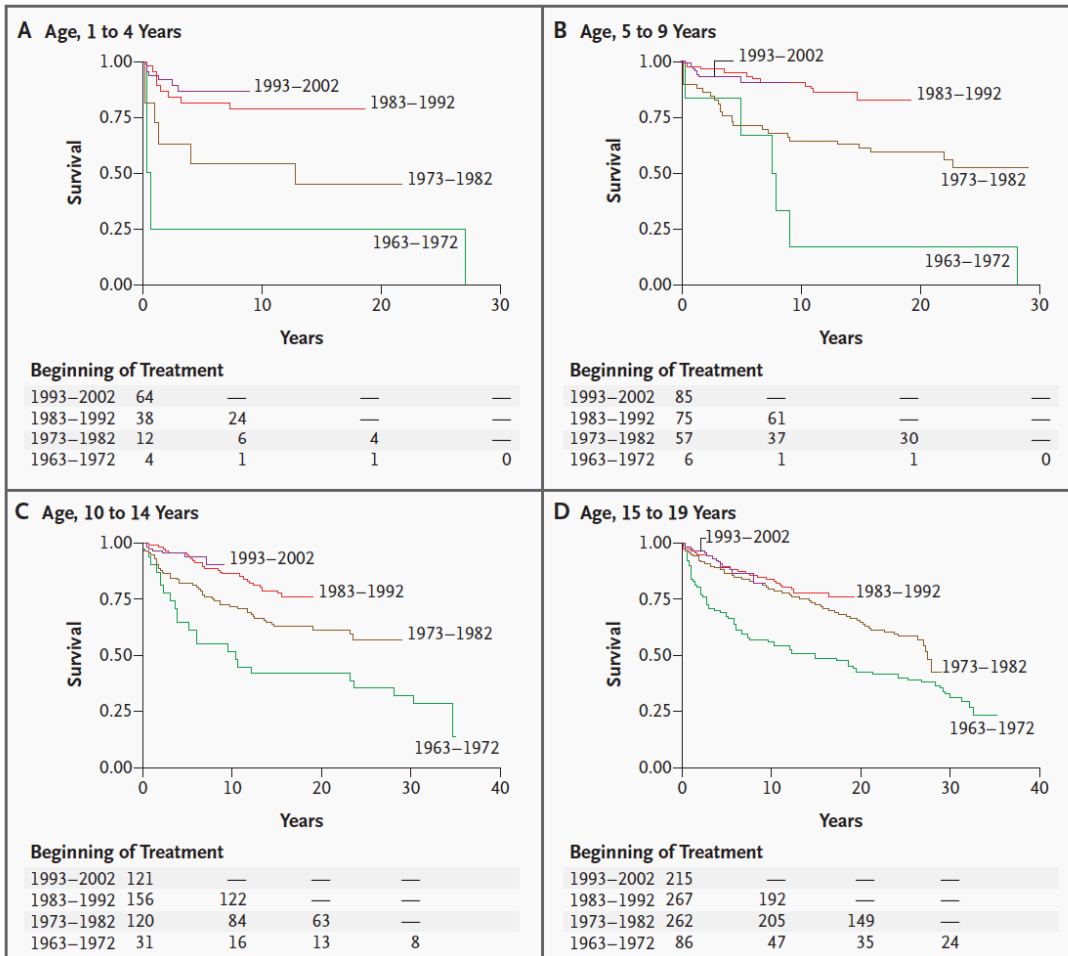 A Age, 1 to 4 Years
1.00
0.75
0.50
0.25
0.00
Survival
1993–2002
1983–1992
1973–1982
1963–1972
0 10 20 30
Years
Beginning of Treatment
1993–2002 64 — — —
1983–1992 38 24 — —
1973–1982 12 6 4 —
1963–1972 4 1 1 0
B Age, 5 to 9 Years
1.00
0.75
0.50
0.25
0.00
Survival
1993–2002
1983–1992
1973–1982
1963–1972
0 10 20 30
Years
Beginning of Treatment
1993–2002 85 — — —
1983–1992 75 61 — —
1973–1982 57 37 30 —
1963–1972 6 1 1 0
C Age, 10 to 14 Years
1.00
0.75
0.50
0.25
0.00
Survival
1993–2002
1983–1992
1973–1982
1963–1972
0 10 20 30 40
Years
Beginning of Treatment
1993–2002 121 — — —
1983–1992 156 122 — —
1973–1982 120 84 63 —
1963–1972 31 16 13 8
D Age, 15 to 19 Years
1.00
0.75
0.50
0.25
0.00
Survival
1993–2002
1983–1992
1973–1982
1963–1972
0 10 20 30 40
Years
Beginning of Treatment
1993–2002 215 — — —
1983–1992 267 192 — —
1973–1982 262 205 149 —
1963–1972 86 47 35 24